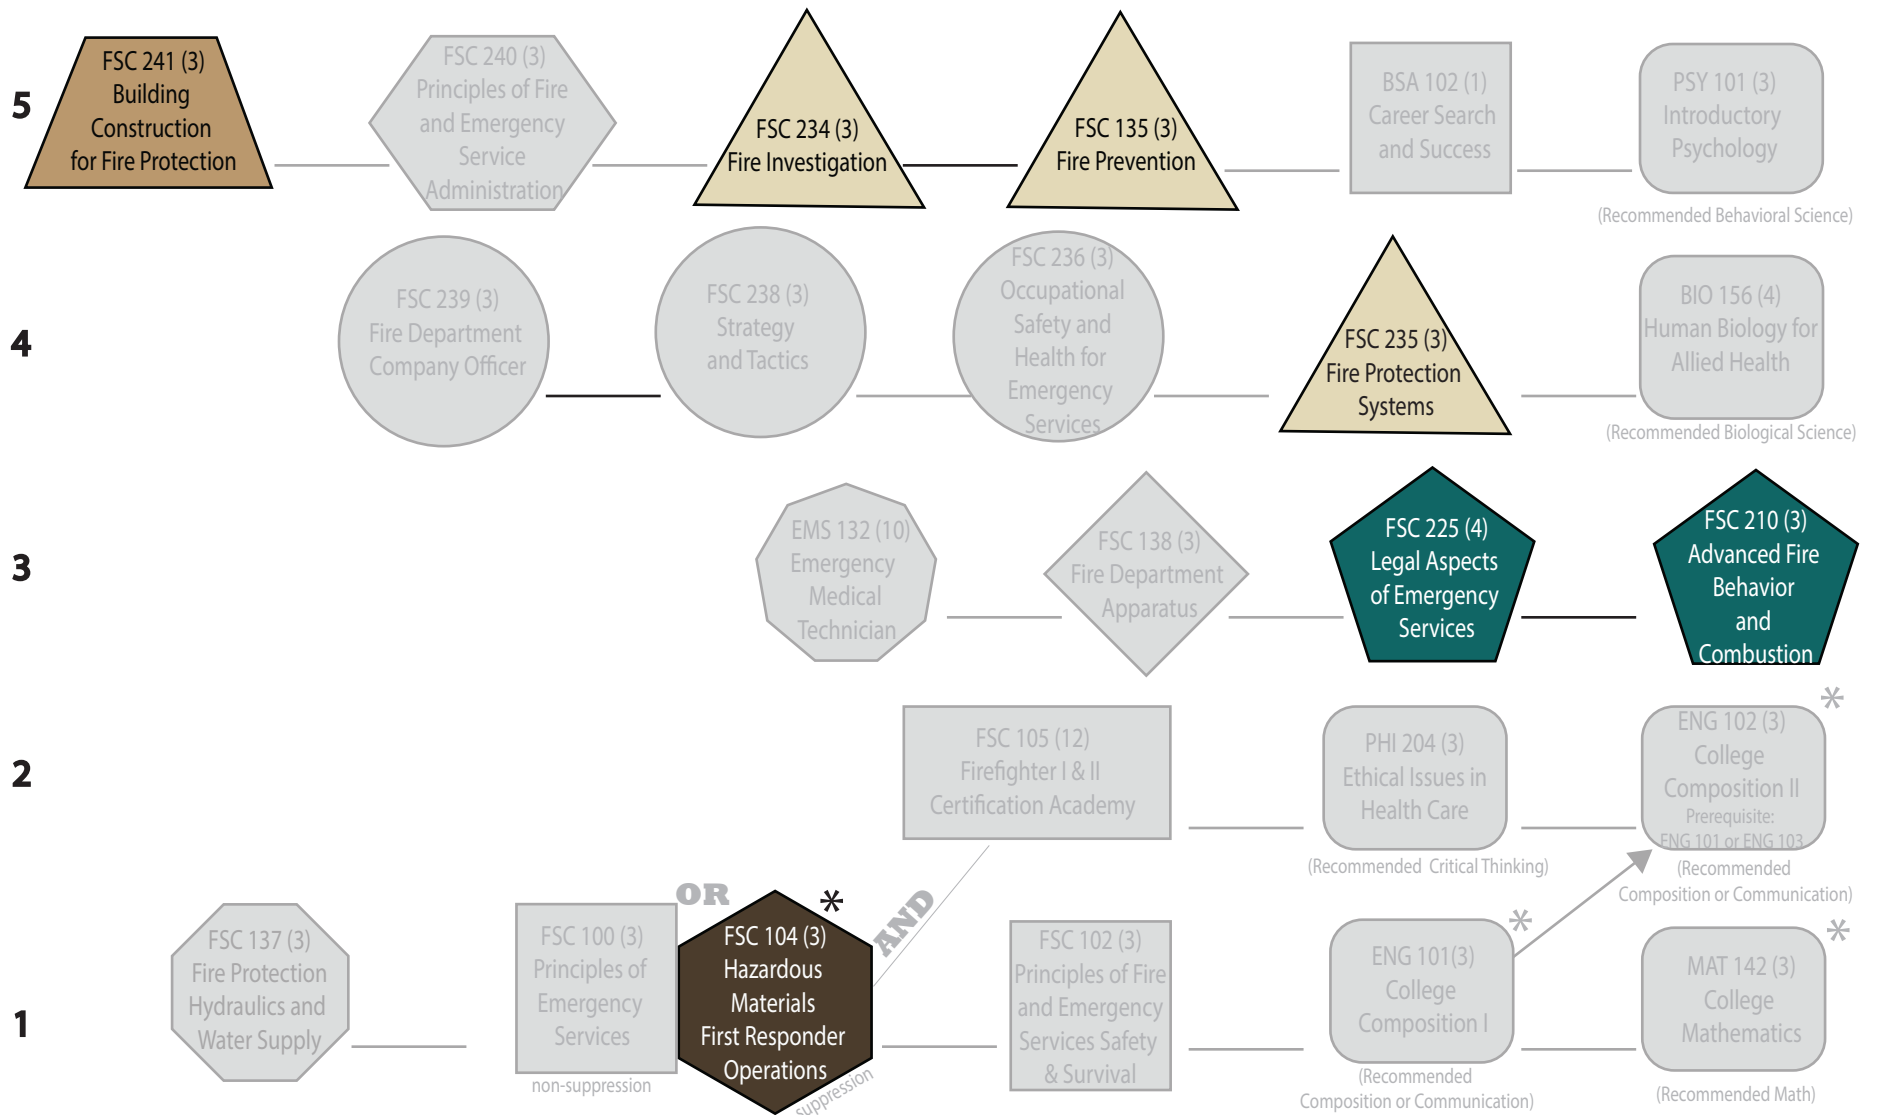 5
FSC 241 (3)
Building
Construction
for Fire Protection
FSC 240 (3)
Principles of Fire
and Emergency
Service
Administration
FSC 234 (3)
Fire Investigation
FSC 135 (3)
Fire Prevention
BSA 102 (1)
Career Search
and Success
PSY 101 (3)
Introductory
Psychology
(Recommended Behavioral Science)
4
FSC 239 (3)
Fire Department
Company Officer
FSC 238 (3)
Strategy
and Tactics
FSC 236 (3)
Occupational
Safety and
Health for
Emergency
Services
FSC 235 (3)
Fire Protection
Systems
BIO 156 (4)
Human Biology for
Allied Health
(Recommended Biological Science)
3
EMS 132 (10)
Emergency
Medical
Technician
FSC 138 (3)
Fire Department
Apparatus
FSC 225 (4)
Legal Aspects
of Emergency
Services
FSC 210 (3)
Advanced Fire
Behavior
and
Combustion
2
FSC 105 (12)
Firefighter I & II
Certification Academy
PHI 204 (3)
Ethical Issues in
Health Care
(Recommended Critical Thinking)
*
ENG 102 (3)
College
Composition II
Prerequisite:
ENG 101 or ENG 103
(Recommended
Composition or Communication)
1
FSC 137 (3)
Fire Protection
Hydraulics and
Water Supply
FSC 100 (3)
Principles of
Emergency
Services
non-suppression
OR
*
FSC 104 (3)
Hazardous
Materials
First Responder
Operations
suppression
AND
FSC 102 (3)
Principles of Fire
and Emergency
Services Safety
& Survival
*
ENG 101(3)
College
Composition I
(Recommended
Composition or Communication)
*
MAT 142 (3)
College
Mathematics
(Recommended Math)